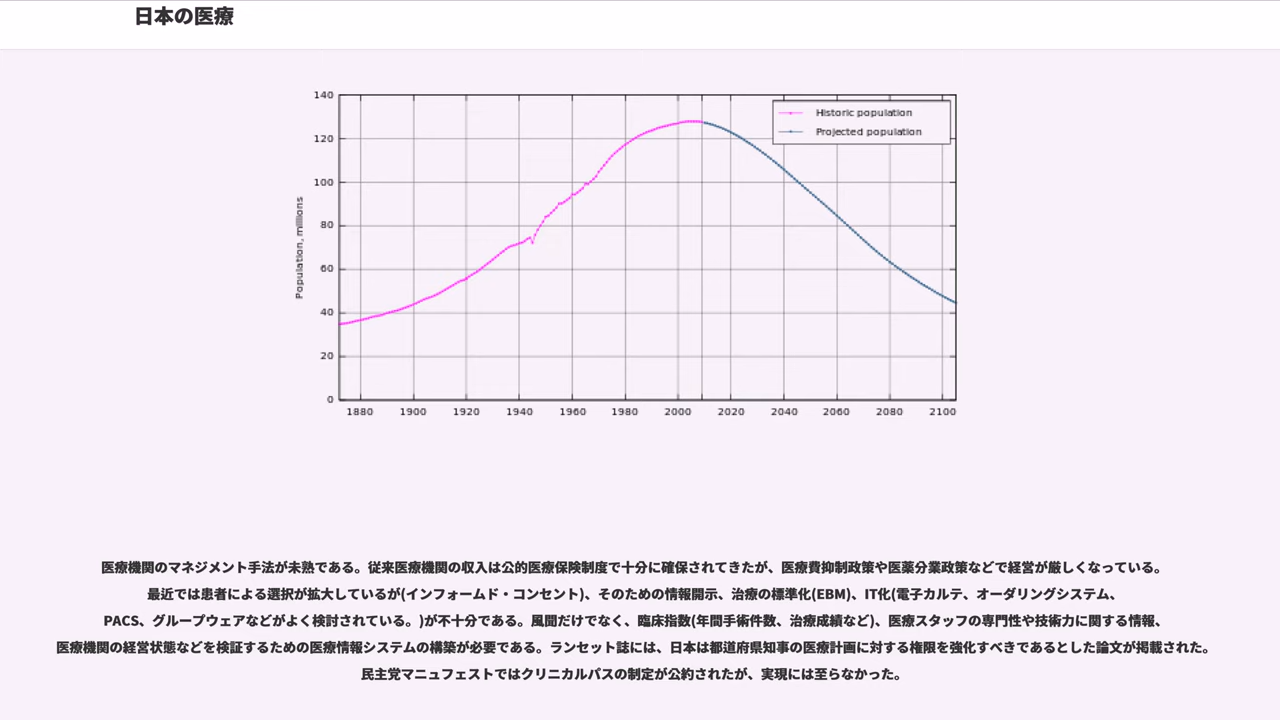 日本の医療
140
120
100
80
60
40
20
0
Population, millions
Historic population
Projected population
1880 1900 1920 1940 1960 1980 2000 2020 2040 2060 2080 2100
医療機関のマネジメント手法が未熟である。従来医療機関の収入は公的医療保険制度で十分に確保されてきたが、医療費抑制政策や医薬分業政策などで経営が厳しくなっている。
最近では患者による選択が拡大しているが(インフォームド・コンセント)、そのための情報開示、治療の標準化(EBM)、IT化(電子カルテ、オーダリングシステム、
PACS、グループウェアなどがよく検討されている。)が不十分である。風聞だけでなく、臨床指数(年間手術件数、治療成績など)、医療スタッフの専門性や技術力に関する情報、
医療機関の経営状態などを検証するための医療情報システムの構築が必要である。ランセット誌には、日本は都道府県知事の医療計画に対する権限を強化すべきであるとした論文が掲載された。
民主党マニュフェストではクリニカルパスの制定が公約されたが、実現には至らなかった。